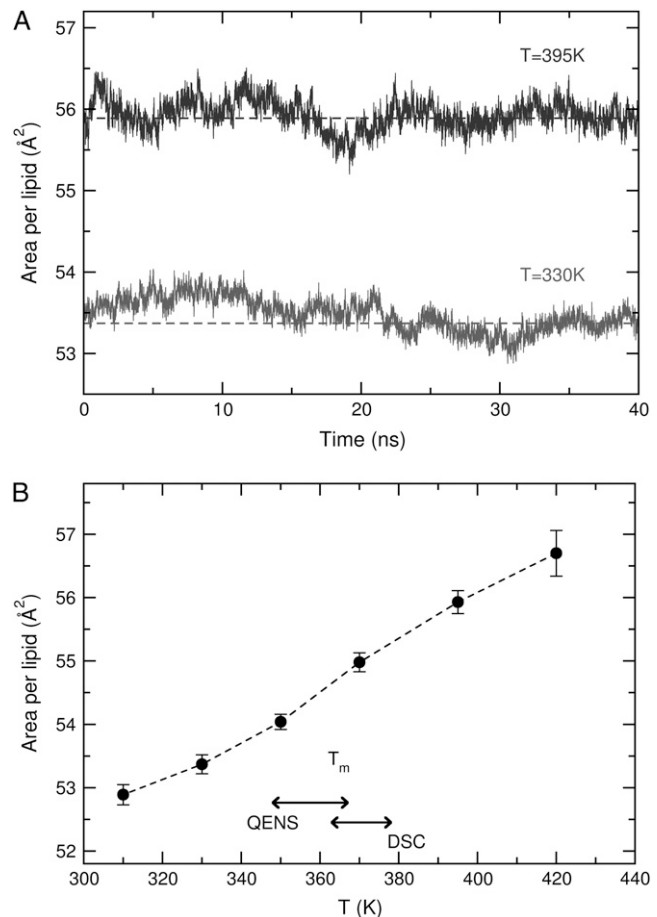 A
57
56
55
54
53
Area per lipid (Å²)
T=395K
T=330K
0
10
20
30
40
Time (ns)
B
57
56
55
54
53
52
Area per lipid (Å²)
Tₘ
QENS
DSC
300
320
340
360
380
400
420
440
T (K)